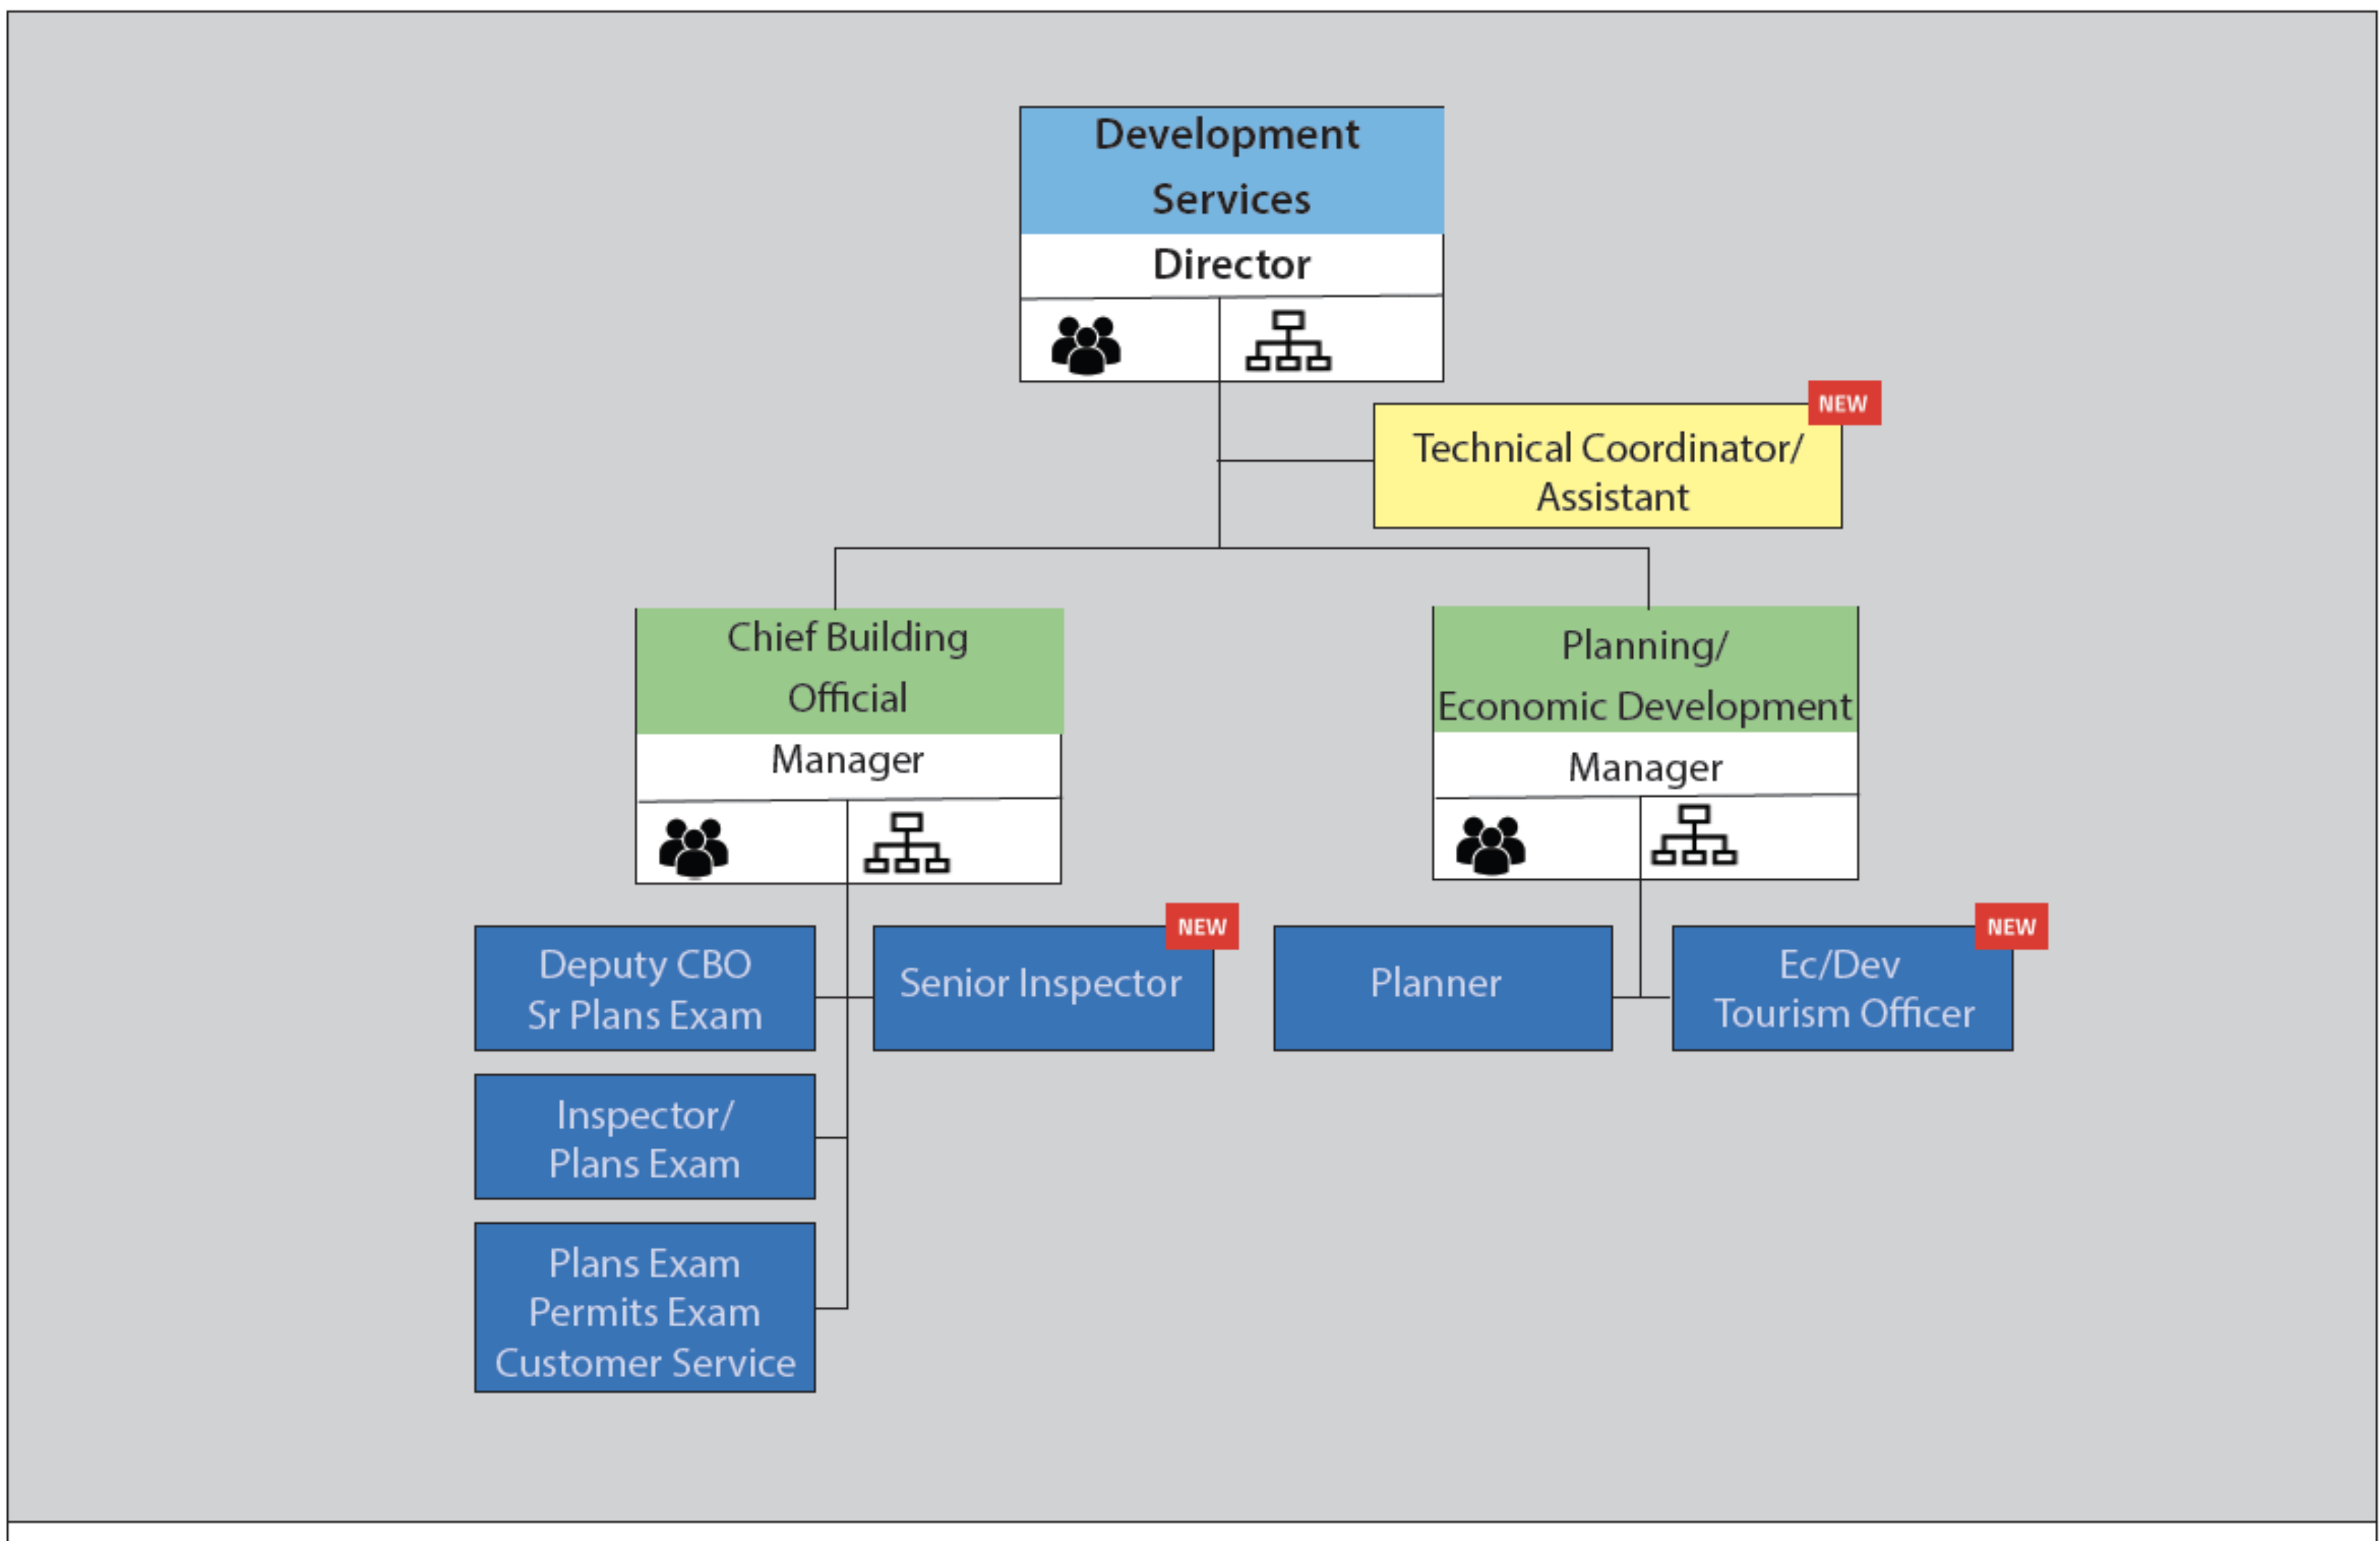 Development
Services
Director
NEW
Technical Coordinator/
Assistant
Chief Building
Official
Manager
Planning/
Economic Development
Manager
Deputy CBO
Sr Plans Exam
NEW
Senior Inspector
Planner
NEW
Ec/Dev
Tourism Officer
Inspector/
Plans Exam
Plans Exam
Permits Exam
Customer Service